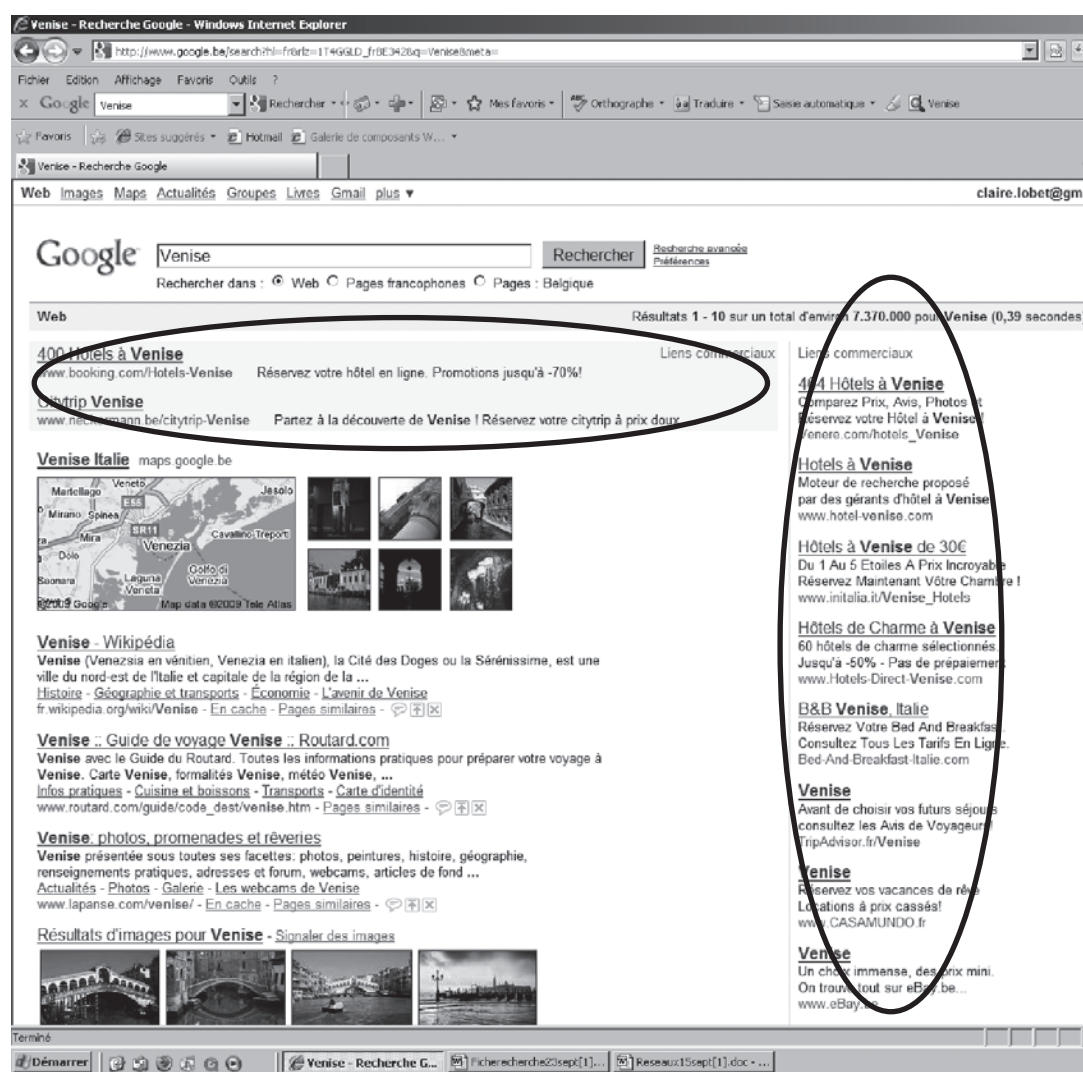 Venise - Recherche Google - Windows Internet Explorer
Fichier Edition Affichage Favoris Outils ?
Google Venise Rechercher Mes favoris Orthographe Traduire Saisie automatique Venise
Favoris Sites suggérés Hotmail Galerie de composants W...
Venise - Recherche Google
Web Images Maps Actualités Groupes Livres Gmail plus claire.lobet@gm
Google Venise Rechercher Recherche avancée
Préférences
Rechercher dans : Web Pages francophones Pages : Belgique
Web Résultats 1 - 10 sur un total d'environ 7.370.000 pour Venise (0,39 secondes)
400 Hotels à Venise Liens commerciaux
www.booking.com/Hotels-Venise Réservez votre hôtel en ligne. Promotions jusqu'à -70%!
Citytrip Venise
www.neckermann.be/citytrip-Venise Partez à la découverte de Venise ! Réservez votre citytrip à prix doux
Venise Italie maps.google.be
Martellago Veneto Jesolo
Mirano Spinea E55
Mira SR11 Cavallino-Treporti
Dolo Venezia
Laguna Veneta Golfo di Venezia
©2009 Google Map data ©2009 Tele Atlas
Venise - Wikipédia
Venise (Venezsia en vénitien, Venezia en italien), la Cité des Doges ou la Sérénissime, est une
ville du nord-est de l'Italie et capitale de la région de la ...
Histoire - Géographie et transports - Économie - L'avenir de Venise
fr.wikipedia.org/wiki/Venise - En cache - Pages similaires -
Venise :: Guide de voyage Venise :: Routard.com
Venise avec le Guide du Routard. Toutes les informations pratiques pour préparer votre voyage à
Venise. Carte Venise, formalités Venise, météo Venise, ...
Infos pratiques - Cuisine et boissons - Transports - Carte d'identité
www.routard.com/guide/code_dest/venise.htm - Pages similaires -
Venise: photos, promenades et rêveries
Venise présentée sous toutes ses facettes: photos, peintures, histoire, géographie,
renseignements pratiques, adresses et forum, webcams, articles de fond ...
Actualités - Photos - Galerie - Les webcams de Venise
www.lapanse.com/venise/ - En cache - Pages similaires -
Résultats d'images pour Venise - Signaler des images
Liens commerciaux
464 Hôtels à Venise
Comparez Prix, Avis, Photos et
Réservez votre Hôtel à Venise !
Venere.com/hotels_Venise
Hotels à Venise
Moteur de recherche proposé
par des gérants d'hôtel à Venise
www.hotel-venise.com
Hôtels à Venise de 30€
Du 1 Au 5 Etoiles A Prix Incroyable
Réservez Maintenant Vôtre Chambre !
www.initalia.it/Venise_Hotels
Hôtels de Charme à Venise
60 hôtels de charme sélectionnés.
Jusqu'à -50% - Pas de prépaiement
www.Hotels-Direct-Venise.com
B&B Venise, Italie
Réservez Votre Bed And Breakfast.
Consultez Tous Les Tarifs En Ligne.
Bed-And-Breakfast-Italie.com
Venise
Avant de choisir vos futurs séjours
consultez les Avis de Voyageurs!
TripAdvisor.fr/Venise
Venise
Réservez vos vacances de rêve
Locations à prix cassés!
www.CASAMUNDO.fr
Venise
Un choix immense, des prix mini.
On trouve tout sur eBay.be...
www.eBay.be
Terminé
Démarrer Venise - Recherche G... Ficherecherche23sept[1]... Reseaux15sept[1].doc - ...